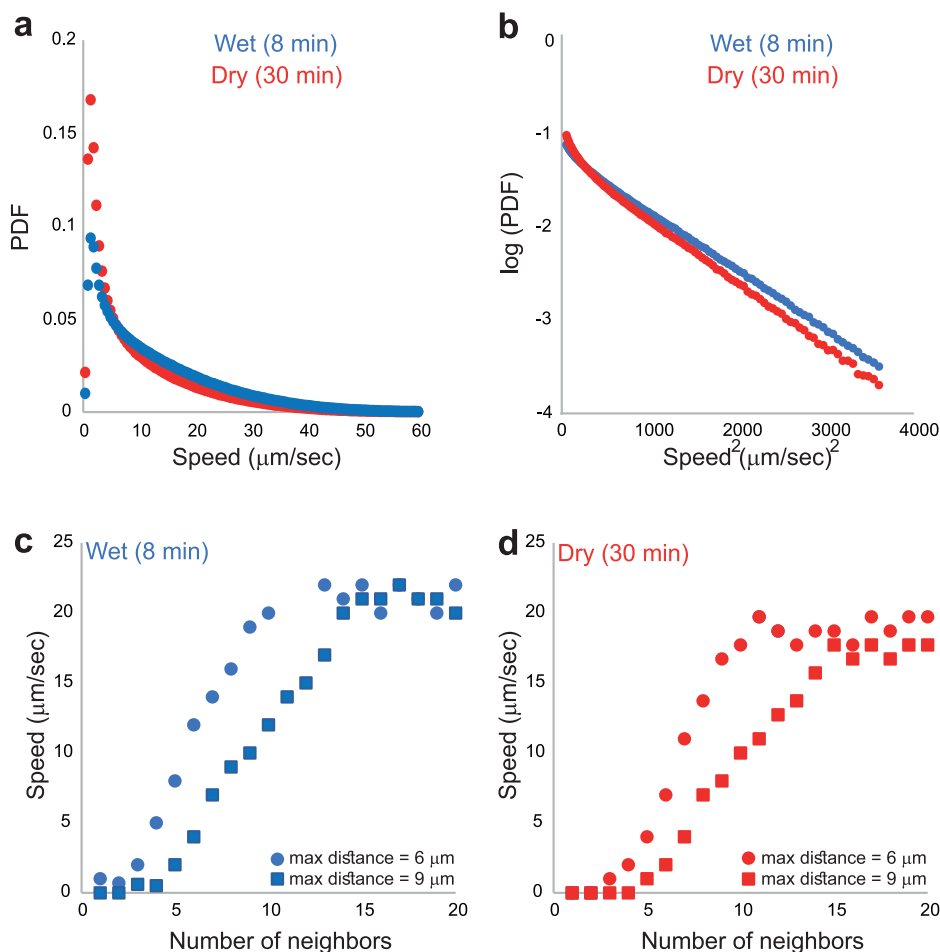 a
0.2
0.15
0.1
0.05
0
PDF
Wet (8 min)
Dry (30 min)
0 10 20 30 40 50 60
Speed (μm/sec)
b
0
-1
-2
-3
-4
log (PDF)
Wet (8 min)
Dry (30 min)
0 1000 2000 3000 4000
Speed²(μm/sec)²
c
Wet (8 min)
25
20
15
10
5
0
Speed (μm/sec)
max distance = 6 μm
max distance = 9 μm
0 5 10 15 20
Number of neighbors
d
Dry (30 min)
25
20
15
10
5
0
Speed (μm/sec)
max distance = 6 μm
max distance = 9 μm
0 5 10 15 20
Number of neighbors